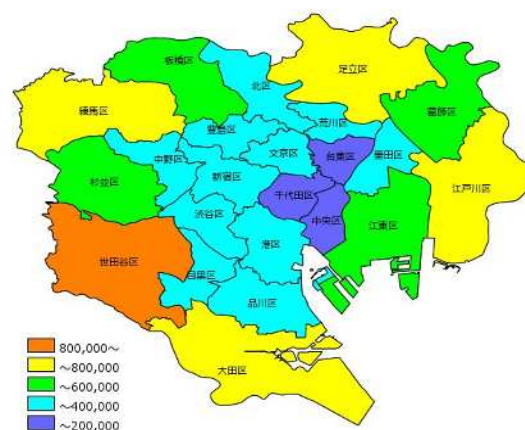 足立区
板橋区
北区
葛飾区
練馬区
荒川区
豊島区
文京区
台東区
墨田区
中野区
江戸川区
杉並区
新宿区
千代田区
江東区
渋谷区
中央区
港区
世田谷区
目黒区
品川区
大田区
800,000~
~800,000
~600,000
~400,000
~200,000